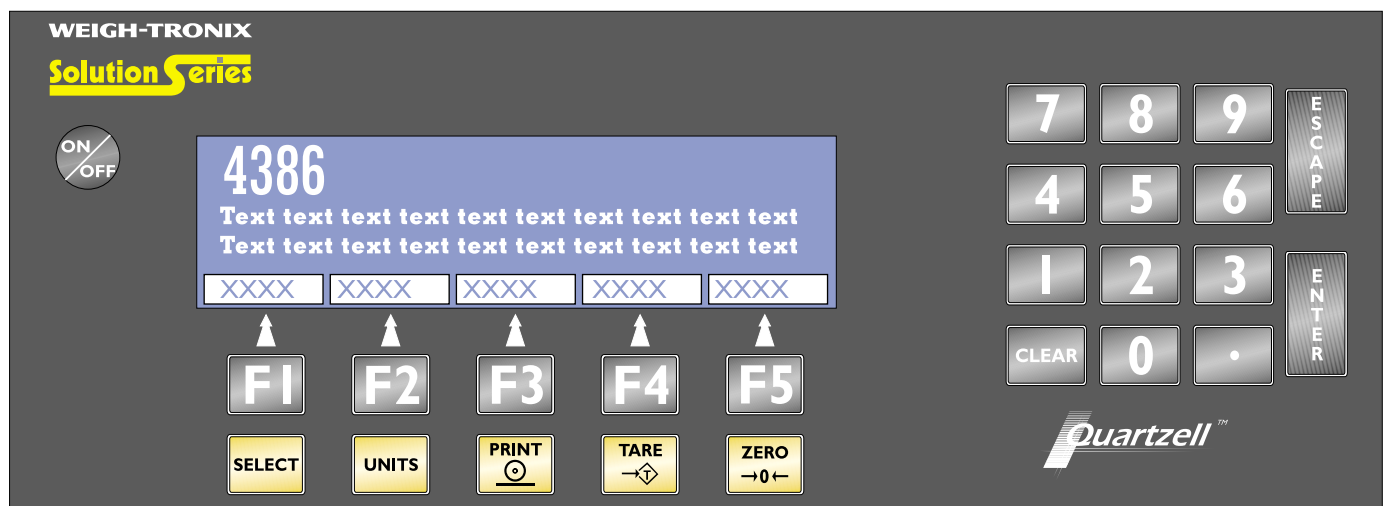 WEIGH-TRONIX
Solution Series
ON/OFF
4386
Text text text text text text text text text text
Text text text text text text text text text text
XXXX XXXX XXXX XXXX XXXX
F1 F2 F3 F4 F5
SELECT UNITS PRINT TARE T ZERO →0←
7 8 9
4 5 6
1 2 3
CLEAR 0 .
ESCAPE
ENTER
Quartzell™